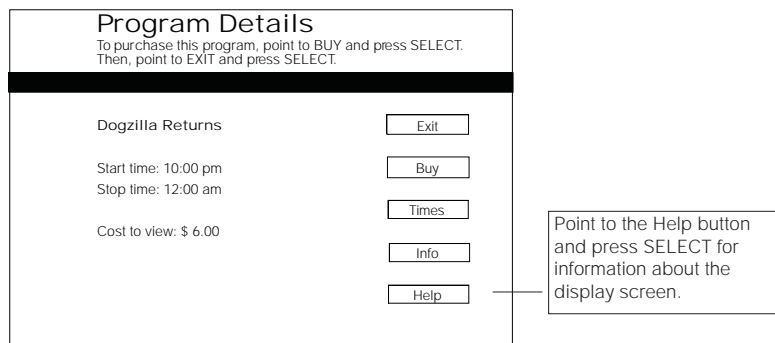 Program Details
To purchase this program, point to BUY and press SELECT.
Then, point to EXIT and press SELECT.
Dogzilla Returns
Exit
Start time: 10:00 pm
Buy
Stop time: 12:00 am
Times
Cost to view: $ 6.00
Info
Help
Point to the Help button
and press SELECT for
information about the
display screen.